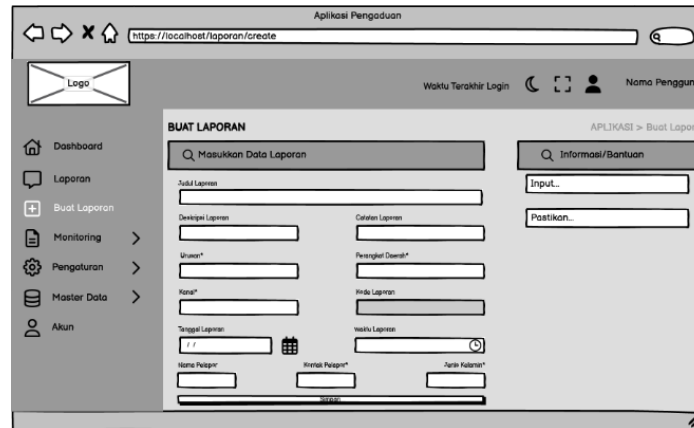 Aplikasi Pengaduan
https://localhost/laporan/create
Logo
Waktu Terakhir Login
Nama Penggun
BUAT LAPORAN
APLIKASI > Buat Lapor
Dashboard
Laporan
Buat Laporan
Monitoring
Pengaturan
Master Data
Akun
Masukkan Data Laporan
Judul Laporan
Deskripsi Laporan
Catatan Laporan
Urusan*
Perangkat Daerah*
Kanal*
Kode Laporan
Tanggal Laporan
Waktu Laporan
/ /
Nama Pelapor
Kontak Pelapor*
Jenis Kelamin*
Simpan
Informasi/Bantuan
Input...
Pastikan...